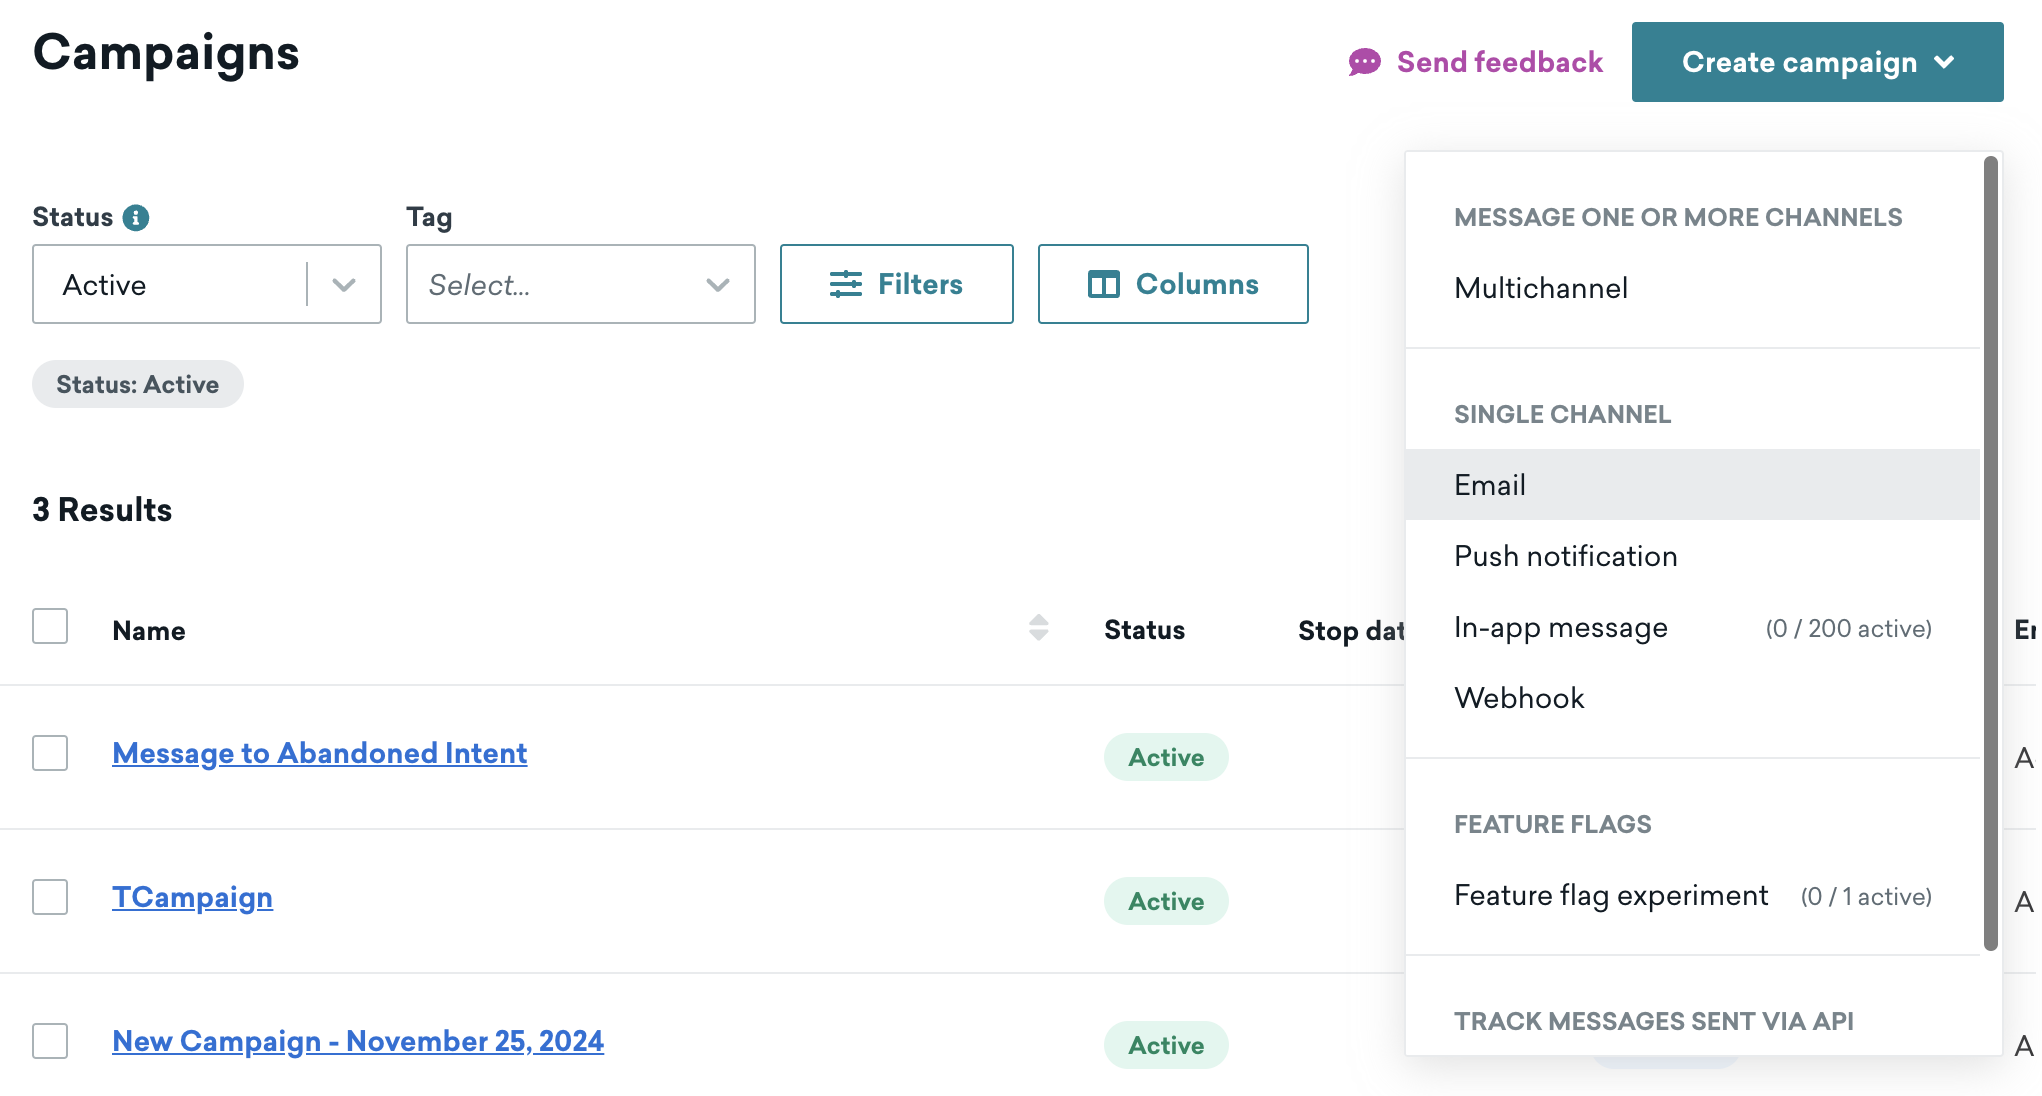 Campaigns
Send feedback
Create campaign
Status
Tag
Active
Select...
Filters
Columns
Status: Active
3 Results
Name
Status
Stop dat
Message to Abandoned Intent
Active
A
TCampaign
Active
A
New Campaign - November 25, 2024
Active
A
MESSAGE ONE OR MORE CHANNELS
Multichannel
SINGLE CHANNEL
Email
Push notification
In-app message (0 / 200 active)
Webhook
FEATURE FLAGS
Feature flag experiment (0 / 1 active)
TRACK MESSAGES SENT VIA API